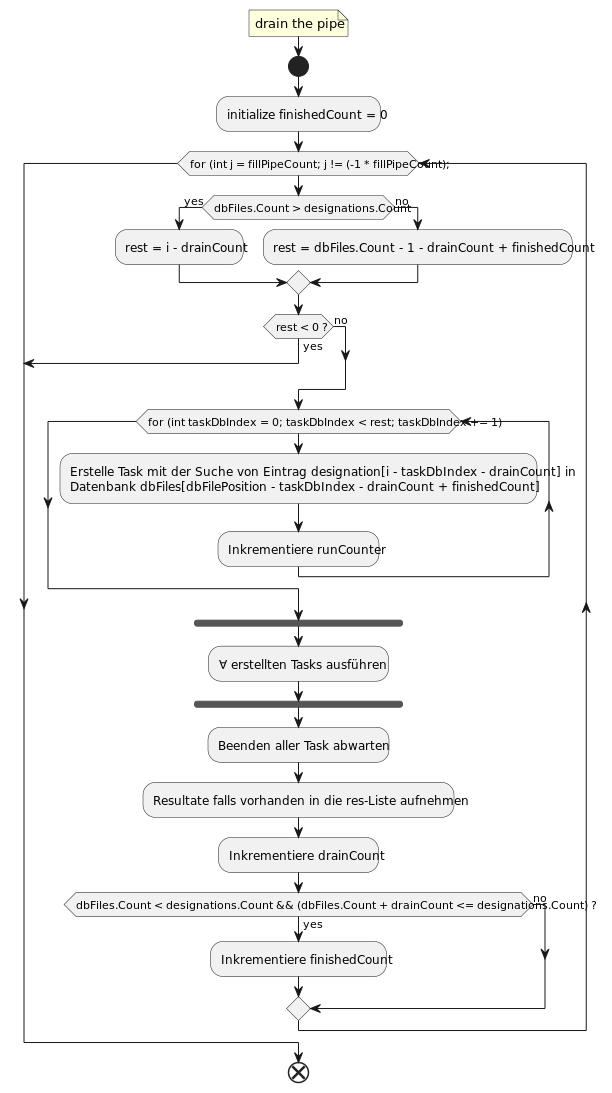 drain the pipe
initialize finishedCount = 0
for (int j = fillPipeCount; j != (-1 * fillPipeCount);
yes
dbFiles.Count > designations.Count
no
rest = i - drainCount
rest = dbFiles.Count - 1 - drainCount + finishedCount
rest < 0 ?
no
yes
for (int taskDbIndex = 0; taskDbIndex < rest; taskDbIndex += 1)
Erstelle Task mit der Suche von Eintrag designation[i - taskDbIndex - drainCount] in
Datenbank dbFiles[dbFilePosition - taskDbIndex - drainCount + finishedCount]
Inkrementiere runCounter
∀ erstellten Tasks ausführen
Beenden aller Task abwarten
Resultate falls vorhanden in die res-Liste aufnehmen
Inkrementiere drainCount
dbFiles.Count < designations.Count && (dbFiles.Count + drainCount <= designations.Count) ?
no
yes
Inkrementiere finishedCount